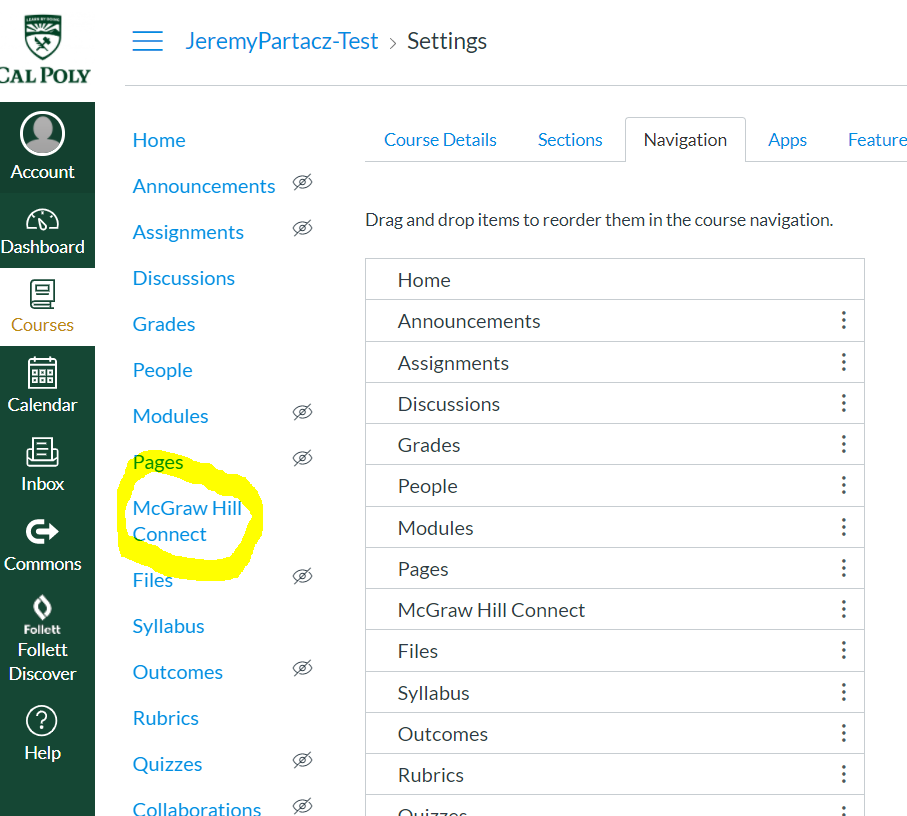 LEARN BY DOING
CAL POLY
Account
Dashboard
Courses
Calendar
Inbox
Commons
Follett
Follett
Discover
Help
JeremyPartacz-Test > Settings
Home
Announcements
Assignments
Discussions
Grades
People
Modules
Pages
McGraw Hill
Connect
Files
Syllabus
Outcomes
Rubrics
Quizzes
Collaborations
Course Details Sections Navigation Apps Feature
Drag and drop items to reorder them in the course navigation.
Home
Announcements
Assignments
Discussions
Grades
People
Modules
Pages
McGraw Hill Connect
Files
Syllabus
Outcomes
Rubrics
Quizzes